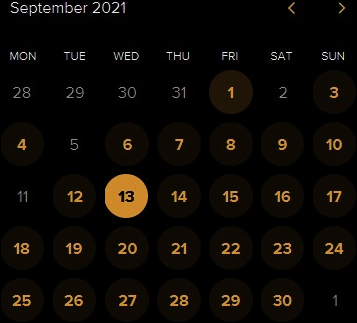 September 2021
MON TUE WED THU FRI SAT SUN
28 29 30 31 1 2 3
4 5 6 7 8 9 10
11 12 13 14 15 16 17
18 19 20 21 22 23 24
25 26 27 28 29 30 1